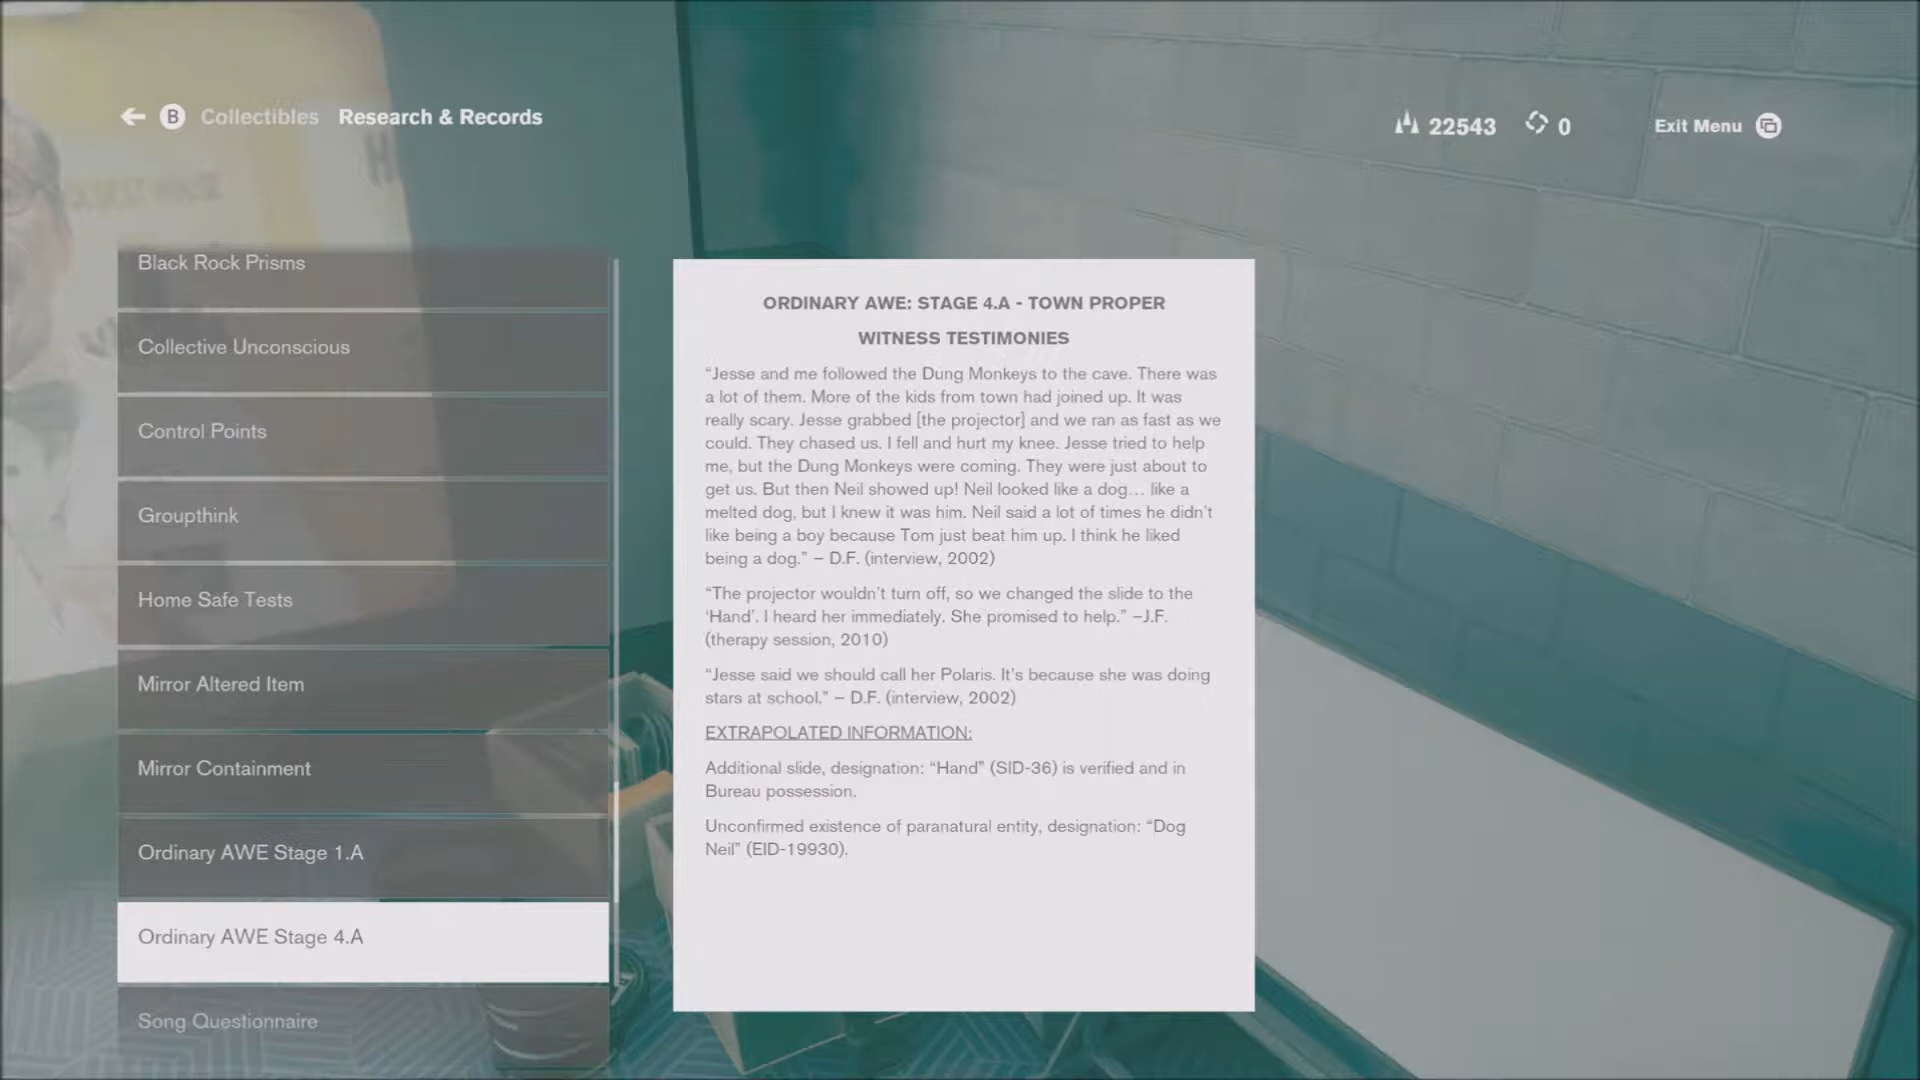 B Collectibles Research & Records
22543 0 Exit Menu
Black Rock Prisms
Collective Unconscious
Control Points
Groupthink
Home Safe Tests
Mirror Altered Item
Mirror Containment
Ordinary AWE Stage 1.A
Ordinary AWE Stage 4.A
Song Questionnaire
ORDINARY AWE: STAGE 4.A - TOWN PROPER
WITNESS TESTIMONIES
“Jesse and me followed the Dung Monkeys to the cave. There was
a lot of them. More of the kids from town had joined up. It was
really scary. Jesse grabbed [the projector] and we ran as fast as we
could. They chased us. I fell and hurt my knee. Jesse tried to help
me, but the Dung Monkeys were coming. They were just about to
get us. But then Neil showed up! Neil looked like a dog… like a
melted dog, but I knew it was him. Neil said a lot of times he didn’t
like being a boy because Tom just beat him up. I think he liked
being a dog.” – D.F. (interview, 2002)
“The projector wouldn’t turn off, so we changed the slide to the
‘Hand’. I heard her immediately. She promised to help.” –J.F.
(therapy session, 2010)
“Jesse said we should call her Polaris. It’s because she was doing
stars at school.” – D.F. (interview, 2002)
EXTRAPOLATED INFORMATION:
Additional slide, designation: “Hand” (SID-36) is verified and in
Bureau possession.
Unconfirmed existence of paranatural entity, designation: “Dog
Neil” (EID-19930).